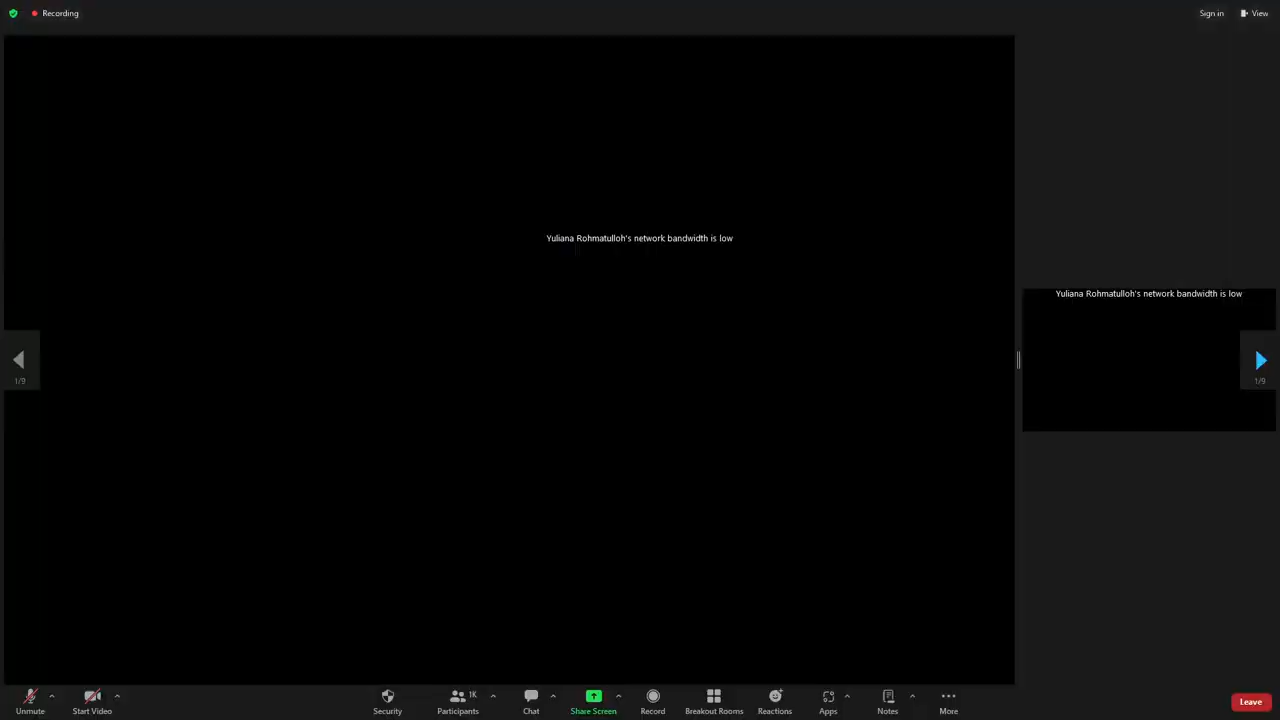 Recording
Sign in
View
Yuliana Rohmatulloh's network bandwidth is low
Yuliana Rohmatulloh's network bandwidth is low
1/9
1/9
1K
Unmute
Start Video
Security
Participants
Chat
Share Screen
Record
Breakout Rooms
Reactions
Apps
Notes
More
Leave